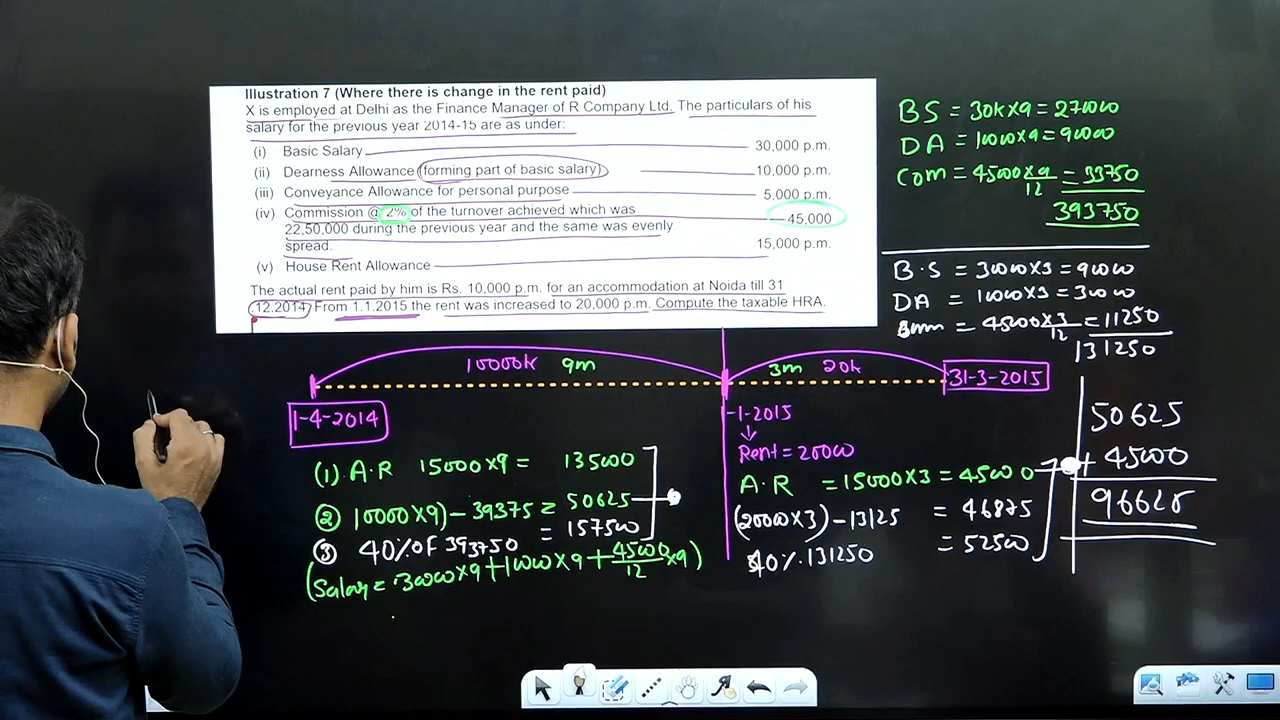 Illustration 7 (Where there is change in the rent paid)
X is employed at Delhi as the Finance Manager of R Company Ltd. The particulars of his
salary for the previous year 2014-15 are as under:
(i) Basic Salary 30,000 p.m.
(ii) Dearness Allowance (forming part of basic salary) 10,000 p.m.
(iii) Conveyance Allowance for personal purpose 5,000 p.m.
(iv) Commission @ 2% of the turnover achieved which was 45,000
22,50,000 during the previous year and the same was evenly
spread.
15,000 p.m.
(v) House Rent Allowance
The actual rent paid by him is Rs. 10,000 p.m. for an accommodation at Noida till 31
.12.2014) From 1.1.2015 the rent was increased to 20,000 p.m. Compute the taxable HRA.
BS = 30K×9 = 270000
DA = 10000×9 = 90000
Com = 45000×9/12 = 33750
393750
B.S = 30000×3 = 90000
DA = 10000×3 = 30000
= 45000×3/12 = 11250
131250
10000k 9m
3m 20k
1-4-2014
31-3-2015
1-1-2015
↓
Rent = 20000
(1) A.R 15000×9 = 135000
② 10000×9) - 39375 = 50625
③ 40% of 393750 = 157500
(Salary = 30000×9+10000×9+45000/12×9)
A.R = 15000×3 = 45000
(20000×3) - 13125 = 46875
40%.131250 = 52500
50625
+ 45000
96625